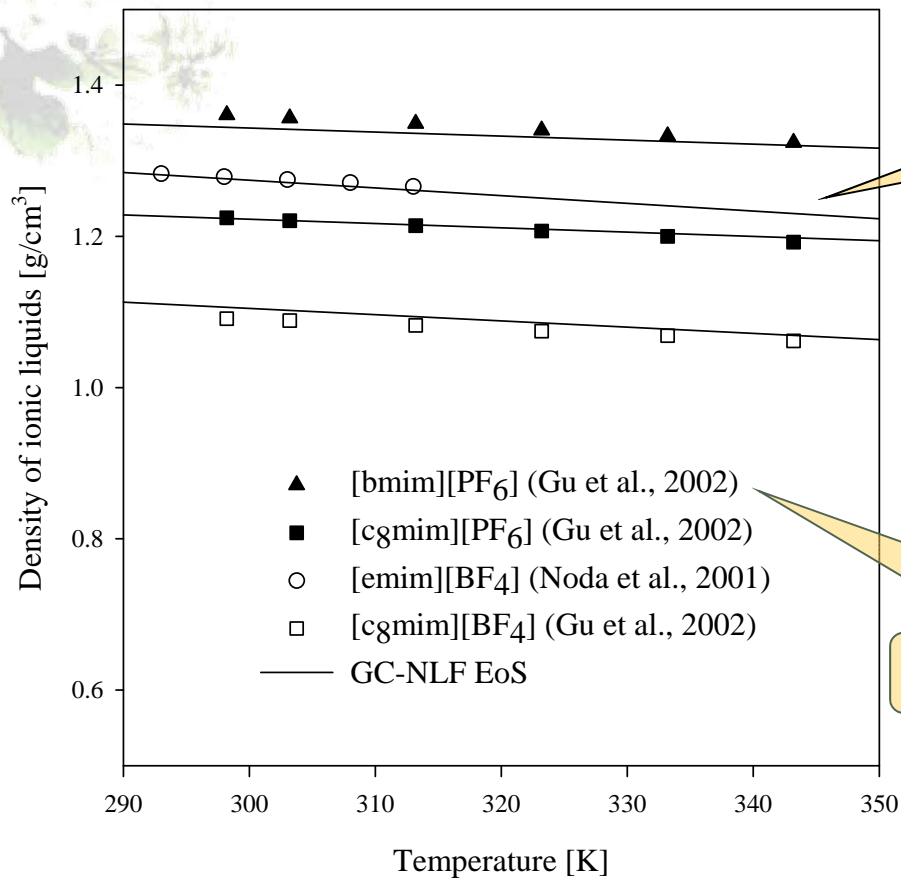 Density of ionic liquids [g/cm³]
1.4
1.2
1.0
0.8
0.6
[bmim][PF₆] (Gu et al., 2002)
[c₈mim][PF₆] (Gu et al., 2002)
[emim][BF₄] (Noda et al., 2001)
[c₈mim][BF₄] (Gu et al., 2002)
GC-NLF EoS
290 300 310 320 330 340 350
Temperature [K]